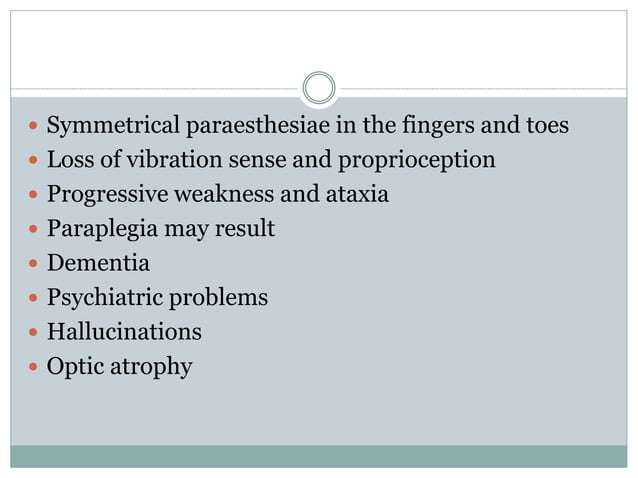 • Symmetrical paraesthesiae in the fingers and toes
• Loss of vibration sense and proprioception
• Progressive weakness and ataxia
• Paraplegia may result
• Dementia
• Psychiatric problems
• Hallucinations
• Optic atrophy